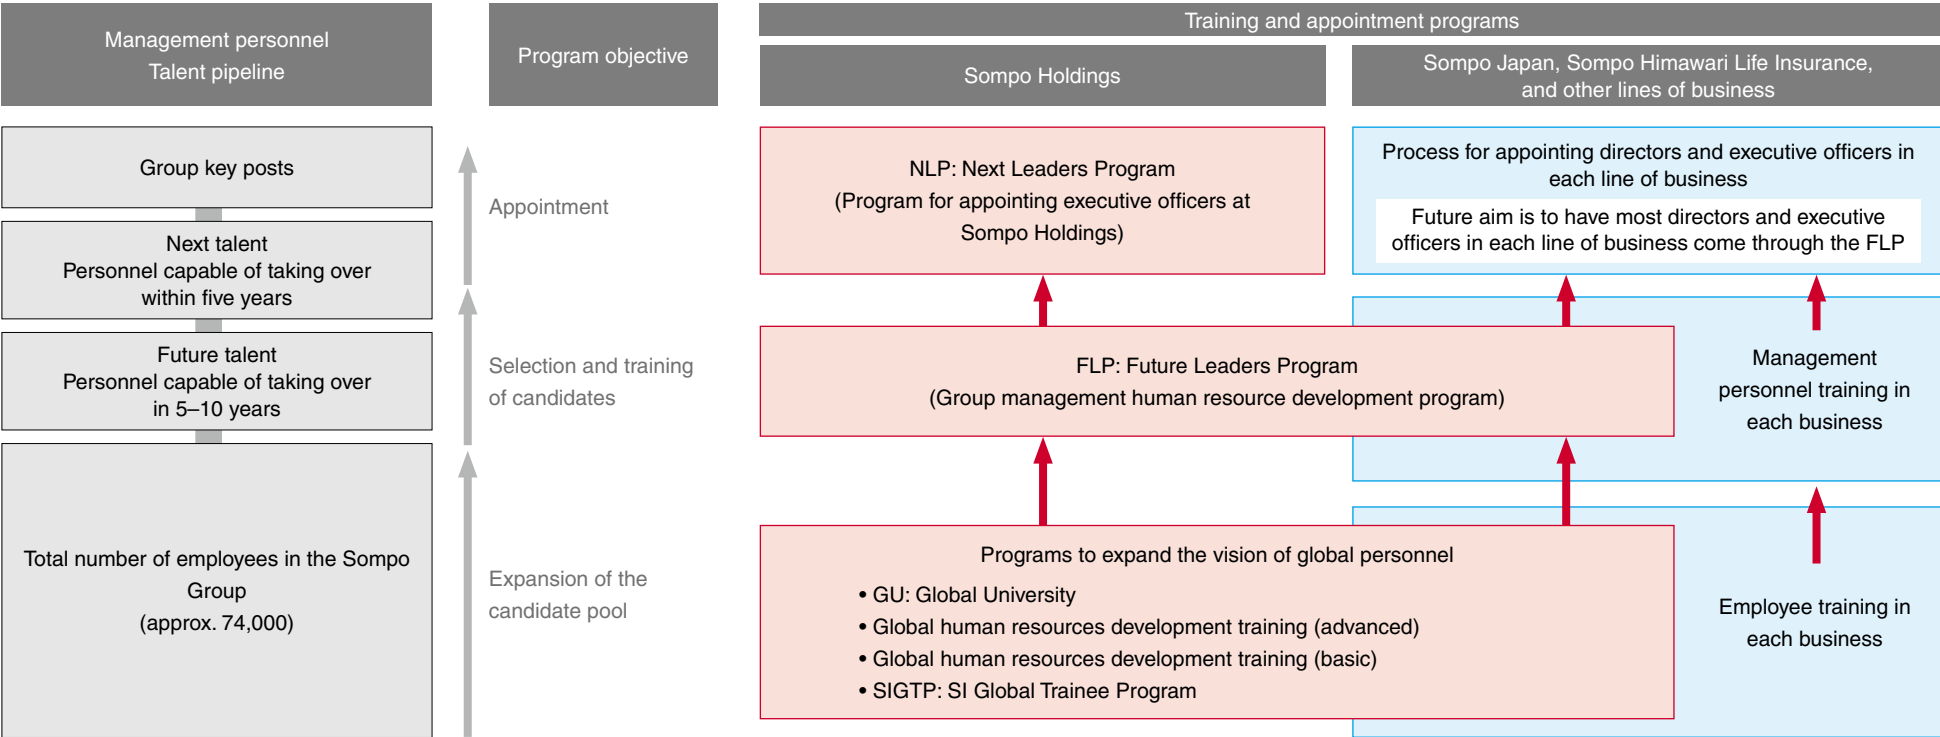 Management personnel
Talent pipeline
Program objective
Training and appointment programs
Sompo Holdings
Sompo Japan, Sompo Himawari Life Insurance,
and other lines of business
Group key posts
Next talent
Personnel capable of taking over
within five years
Future talent
Personnel capable of taking over
in 5–10 years
Total number of employees in the Sompo
Group
(approx. 74,000)
Appointment
Selection and training
of candidates
Expansion of the
candidate pool
NLP: Next Leaders Program
(Program for appointing executive officers at
Sompo Holdings)
Process for appointing directors and executive officers in
each line of business
Future aim is to have most directors and executive
officers in each line of business come through the FLP
FLP: Future Leaders Program
(Group management human resource development program)
Management
personnel training in
each business
Programs to expand the vision of global personnel
• GU: Global University
• Global human resources development training (advanced)
• Global human resources development training (basic)
• SIGTP: SI Global Trainee Program
Employee training in
each business